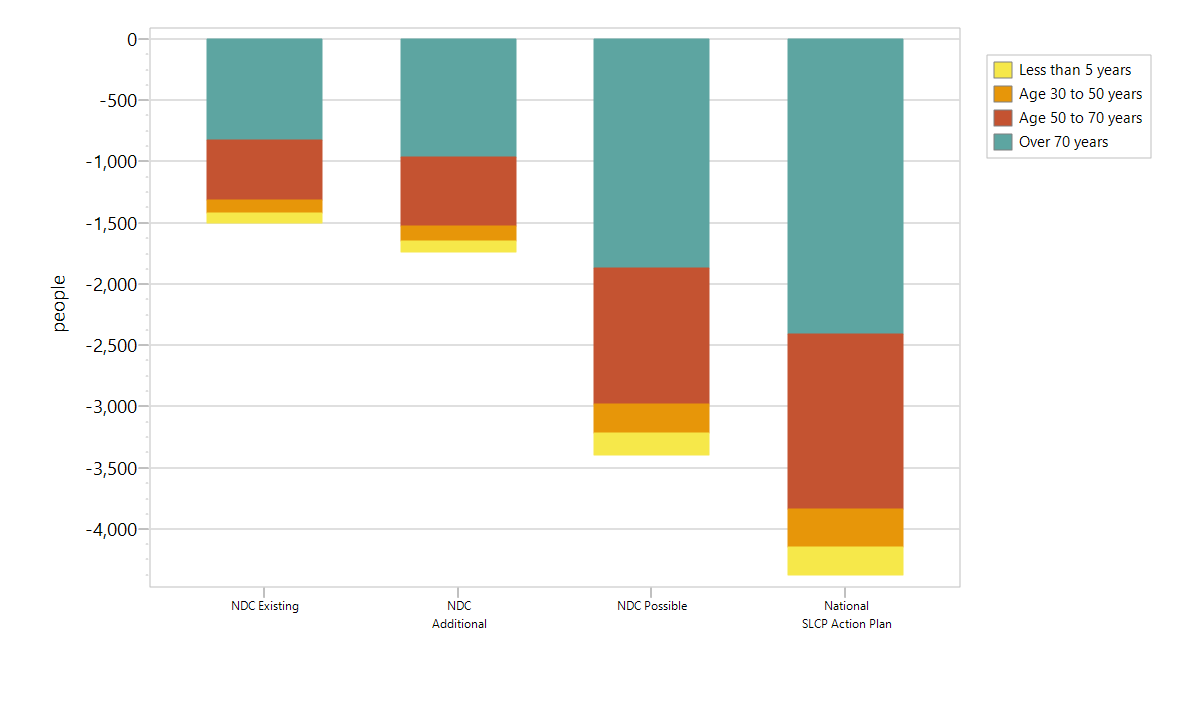 0
-500
-1,000
-1,500
-2,000
-2,500
-3,000
-3,500
-4,000
people
NDC Existing
NDC
Additional
NDC Possible
National
SLCP Action Plan
Less than 5 years
Age 30 to 50 years
Age 50 to 70 years
Over 70 years